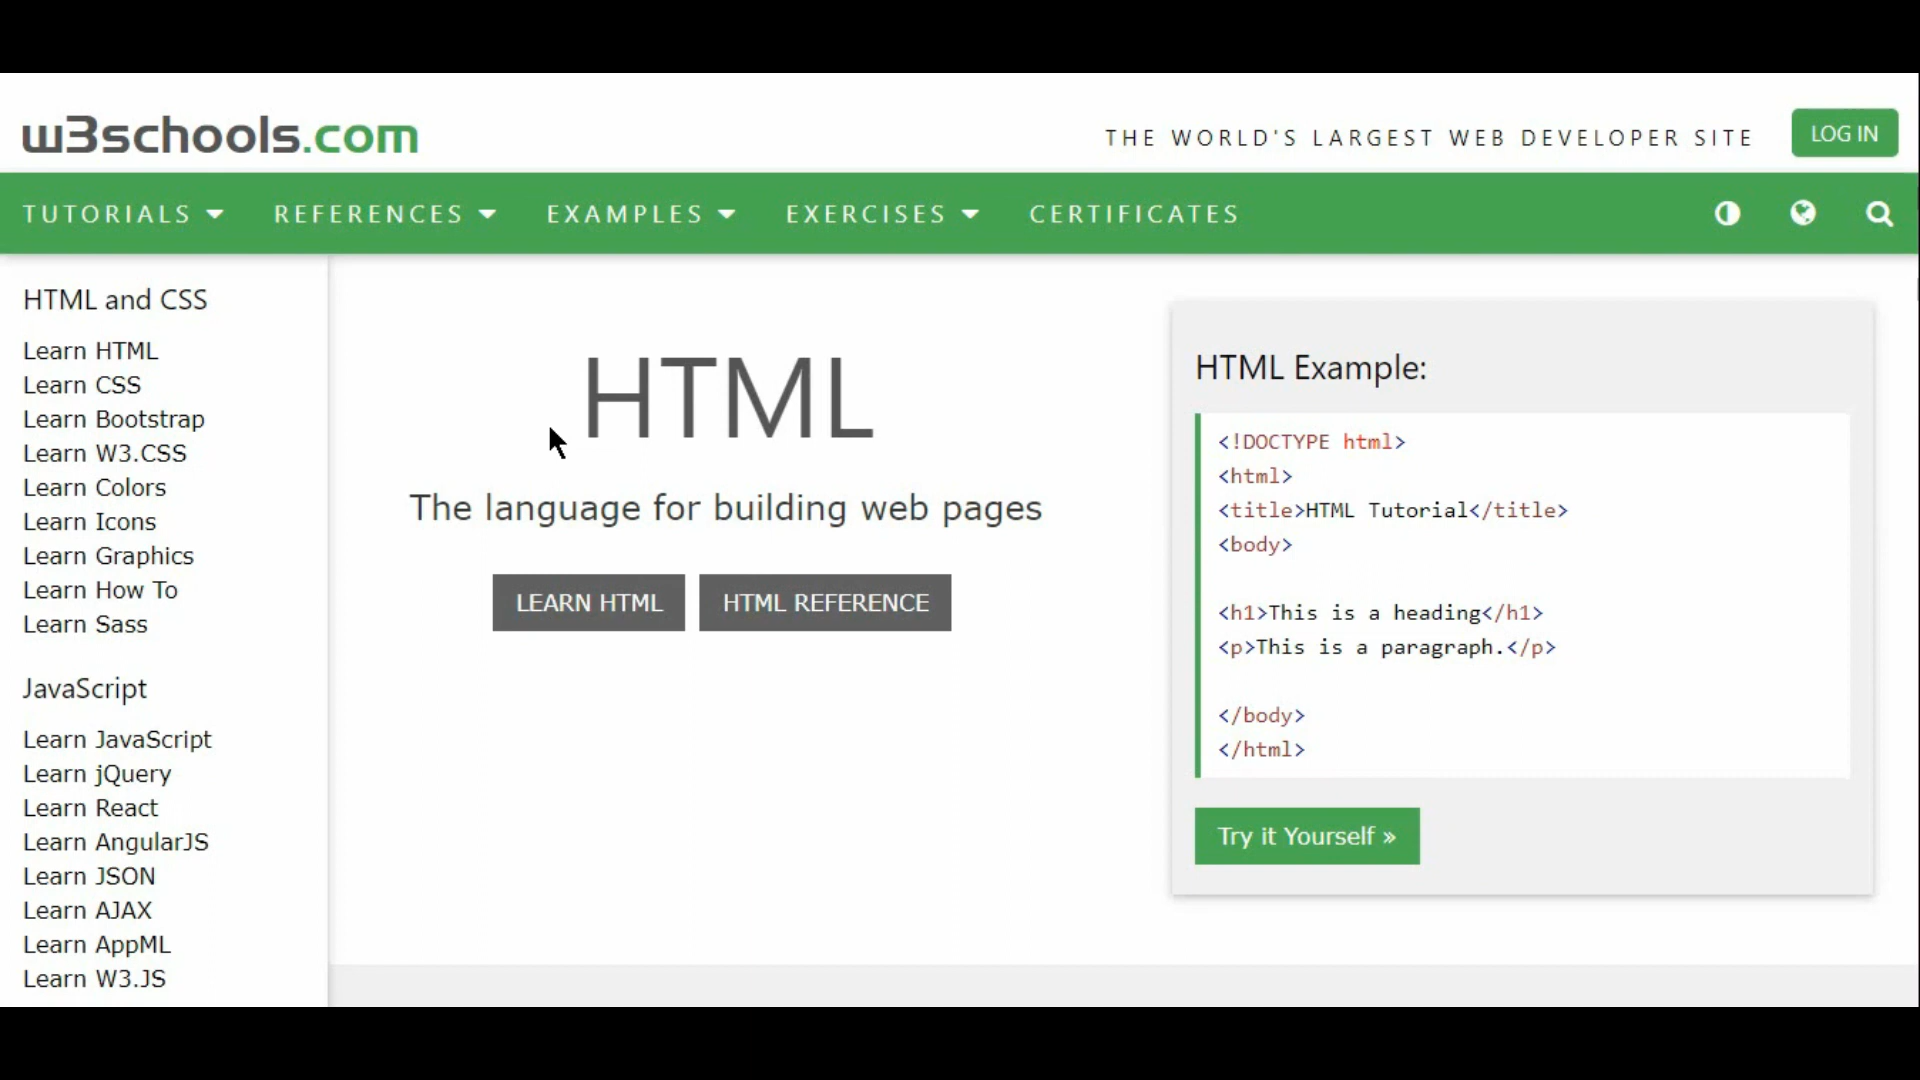 w3schools.com
THE WORLD'S LARGEST WEB DEVELOPER SITE
LOG IN
TUTORIALS REFERENCES EXAMPLES EXERCISES CERTIFICATES
HTML and CSS
Learn HTML
Learn CSS
Learn Bootstrap
Learn W3.CSS
Learn Colors
Learn Icons
Learn Graphics
Learn How To
Learn Sass
JavaScript
Learn JavaScript
Learn jQuery
Learn React
Learn AngularJS
Learn JSON
Learn AJAX
Learn AppML
Learn W3.JS
HTML
The language for building web pages
LEARN HTML
HTML REFERENCE
HTML Example:
<!DOCTYPE html>
<html>
<title>HTML Tutorial</title>
<body>
<h1>This is a heading</h1>
<p>This is a paragraph.</p>
</body>
</html>
Try it Yourself »